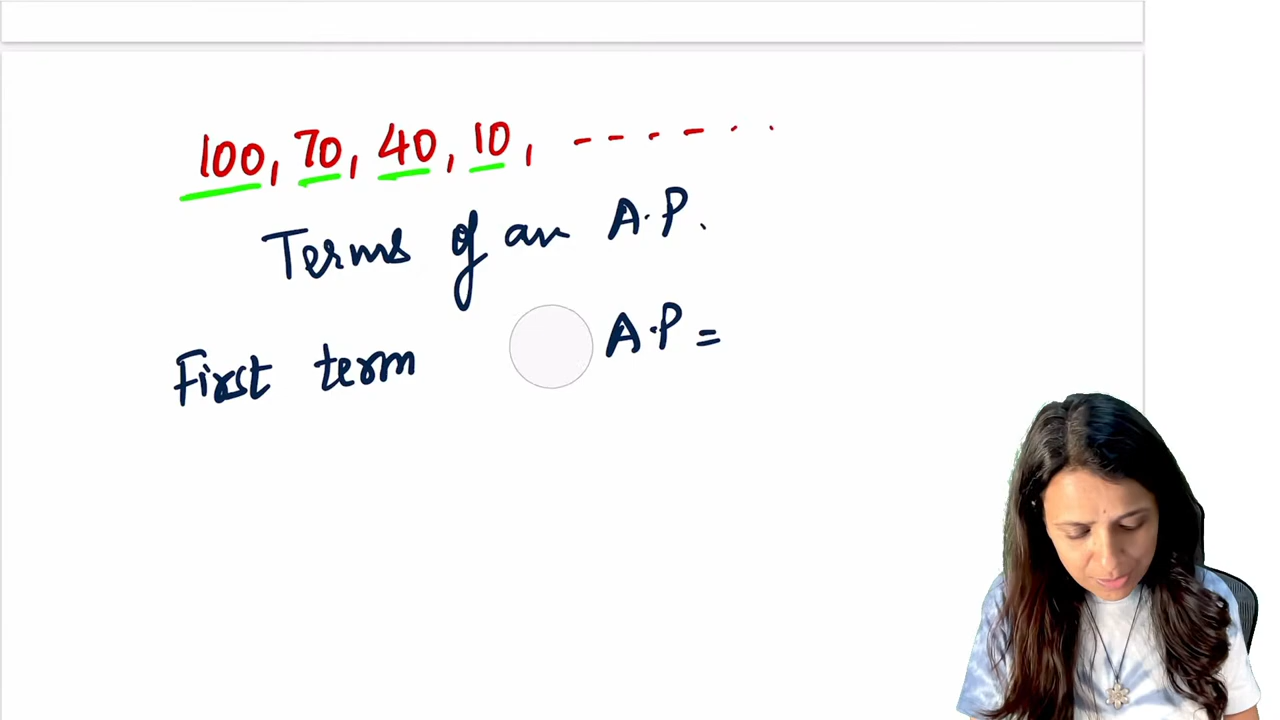 100, 70, 40, 10, - - - - - . .
Terms of an A.P.
First term A.P =